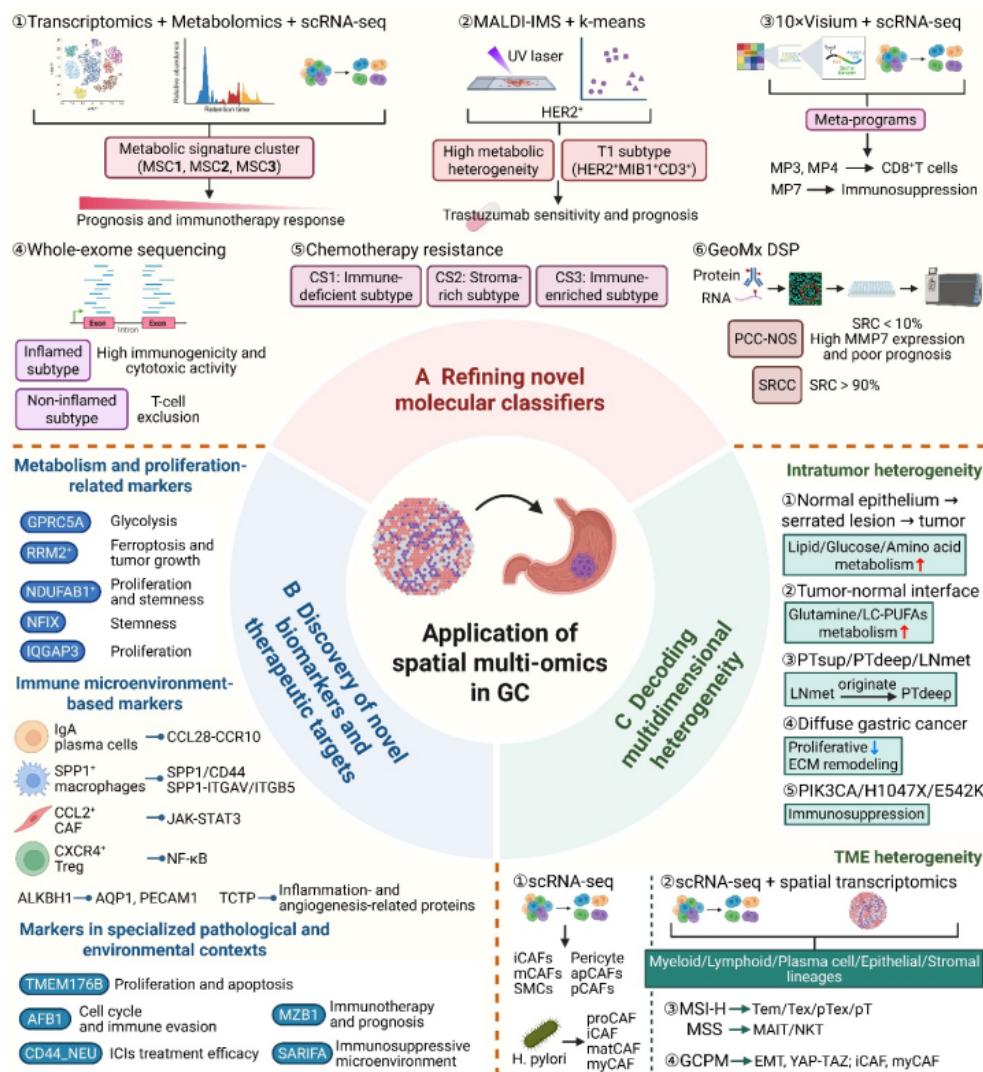 ①Transcriptomics + Metabolomics + scRNA-seq
Relative abundance
Retention time
Metabolic signature cluster
(MSC1, MSC2, MSC3)
Prognosis and immunotherapy response
②MALDI-IMS + k-means
UV laser
HER2⁺
High metabolic
heterogeneity
T1 subtype
(HER2⁺MIB1⁺CD3⁺)
Trastuzumab sensitivity and prognosis
③10×Visium + scRNA-seq
Meta-programs
MP3, MP4 → CD8⁺T cells
MP7 → Immunosuppression
④Whole-exome sequencing
Exon
Intron
Exon
Inflamed
subtype
High immunogenicity and
cytotoxic activity
Non-inflamed
subtype
T-cell
exclusion
⑤Chemotherapy resistance
CS1: Immune-
deficient subtype
CS2: Stroma-
rich subtype
CS3: Immune-
enriched subtype
⑥GeoMx DSP
Protein
RNA
PCC-NOS
SRC < 10%
High MMP7 expression
and poor prognosis
SRCC
SRC > 90%
A Refining novel
molecular classifiers
B Discovery of novel
biomarkers and
therapeutic targets
C Decoding
multidimensional
heterogeneity
Application of
spatial multi-omics
in GC
Metabolism and proliferation-
related markers
GPRC5A
Glycolysis
RRM2⁺
Ferroptosis and
tumor growth
NDUFAB1⁺
Proliferation
and stemness
NFIX
Stemness
IQGAP3
Proliferation
Immune microenvironment-
based markers
IgA
plasma cells
CCL28-CCR10
SPP1⁺
macrophages
SPP1/CD44
SPP1-ITGAV/ITGB5
CCL2⁺
CAF
JAK-STAT3
CXCR4⁺
Treg
NF-κB
ALKBH1 → AQP1, PECAM1
TCTP → Inflammation- and
angiogenesis-related proteins
Markers in specialized pathological and
environmental contexts
TMEM176B
Proliferation and apoptosis
AFB1
Cell cycle
and immune evasion
MZB1
Immunotherapy
and prognosis
CD44_NEU
ICIs treatment efficacy
SARIFA
Immunosuppressive
microenvironment
Intratumor heterogeneity
①Normal epithelium →
serrated lesion → tumor
Lipid/Glucose/Amino acid
metabolism ↑
②Tumor-normal interface
Glutamine/LC-PUFAs
metabolism ↑
③PTsup/PTdeep/LNmet
LNmet originate → PTdeep
④Diffuse gastric cancer
Proliferative ↓
ECM remodeling
⑤PIK3CA/H1047X/E542K
Immunosuppression
TME heterogeneity
①scRNA-seq
iCAFs
mCAFs
SMCs
Pericyte
apCAFs
pCAFs
H. pylori
proCAF
iCAF
matCAF
myCAF
②scRNA-seq + spatial transcriptomics
Myeloid/Lymphoid/Plasma cell/Epithelial/Stromal
lineages
③MSI-H → Tem/Tex/pTex/pT
MSS → MAIT/NKT
④GCPM → EMT, YAP-TAZ; iCAF, myCAF